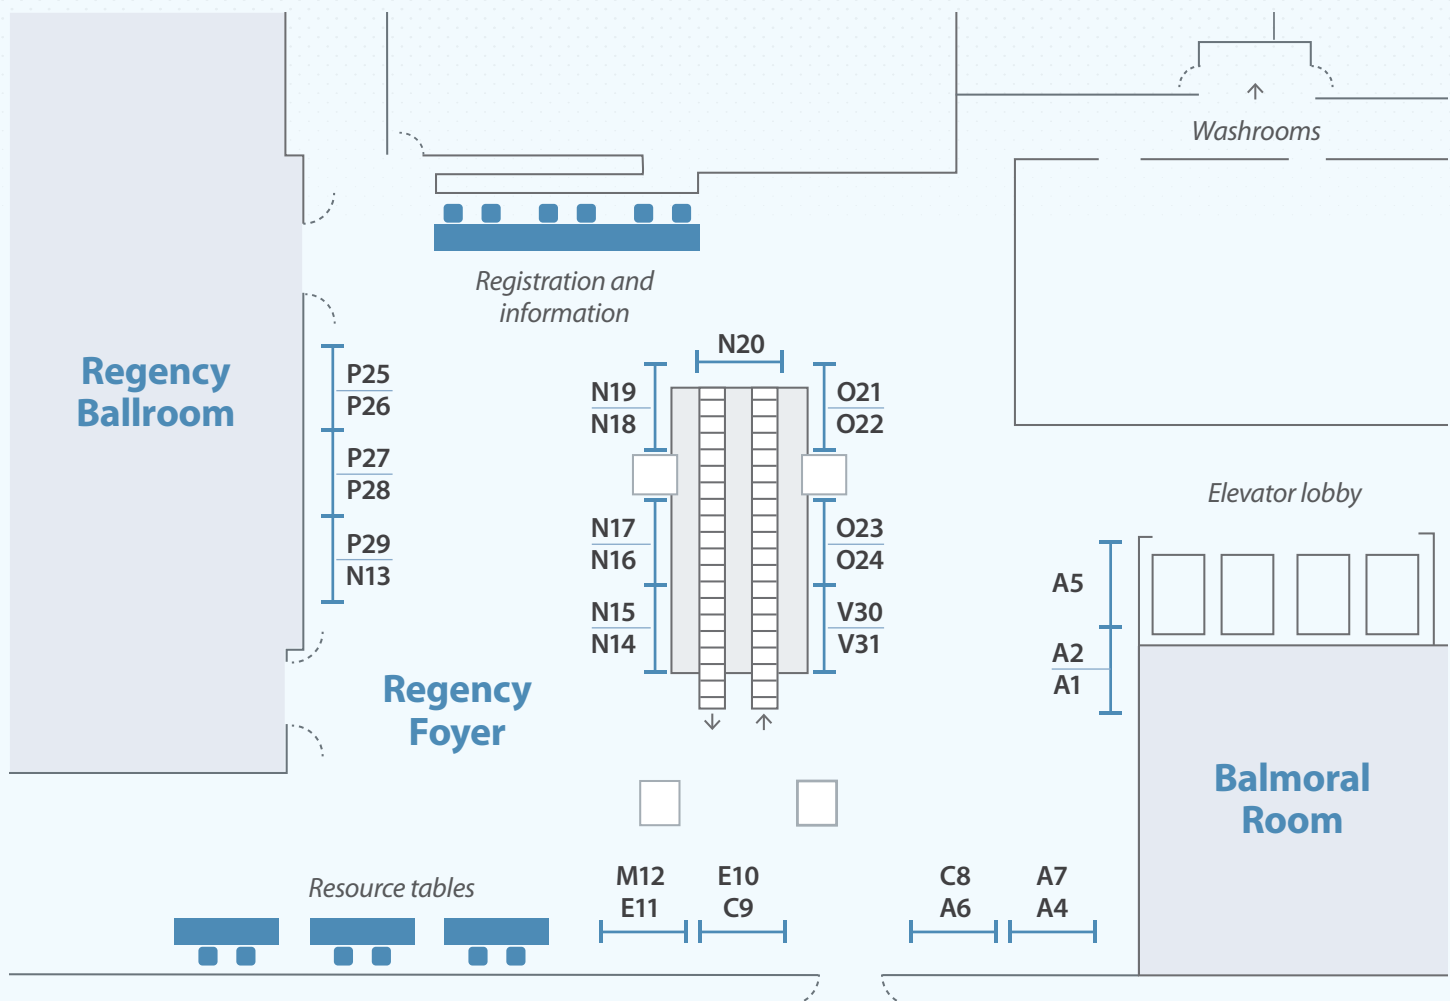 Washrooms
Registration and
information
Regency
Ballroom
P25
P26
P27
P28
P29
N13
N20
N19
N18
N17
N16
N15
N14
O21
O22
O23
O24
V30
V31
Elevator lobby
A5
A2
A1
Regency
Foyer
Balmoral
Room
Resource tables
M12
E11
E10
C9
C8
A6
A7
A4